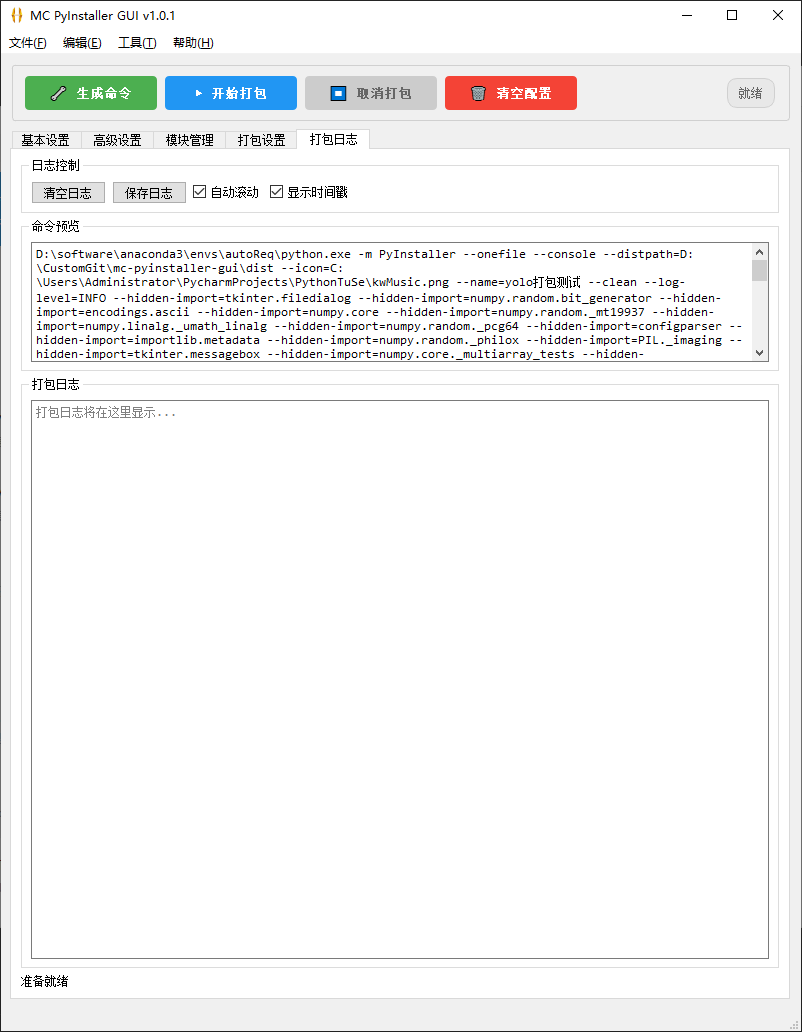 MC PyInstaller GUI v1.0.1
文件(F) 编辑(E) 工具(T) 帮助(H)
生成命令 开始打包 取消打包 清空配置 就绪
基本设置 高级设置 模块管理 打包设置 打包日志
日志控制
清空日志 保存日志 自动滚动 显示时间戳
命令预览
D:\software\anaconda3\envs\autoReq\python.exe -m PyInstaller --onefile --console --distpath=D:
\CustomGit\mc-pyinstaller-gui\dist --icon=C:
\Users\Administrator\PycharmProjects\PythonTuSe\kwMusic.png --name=yolo打包测试 --clean --log-
level=INFO --hidden-import=tkinter.filedialog --hidden-import=numpy.random.bit_generator --hidden-
import=encodings.ascii --hidden-import=numpy.core --hidden-import=numpy.random._mt19937 --hidden-
import=numpy.linalg._umath_linalg --hidden-import=numpy.random._pcg64 --hidden-import=configparser --
hidden-import=importlib.metadata --hidden-import=numpy.random._philox --hidden-import=PIL._imaging --
hidden-import=tkinter.messagebox --hidden-import=numpy.core._multiarray_tests --hidden-
打包日志
打包日志将在这里显示...
准备就绪